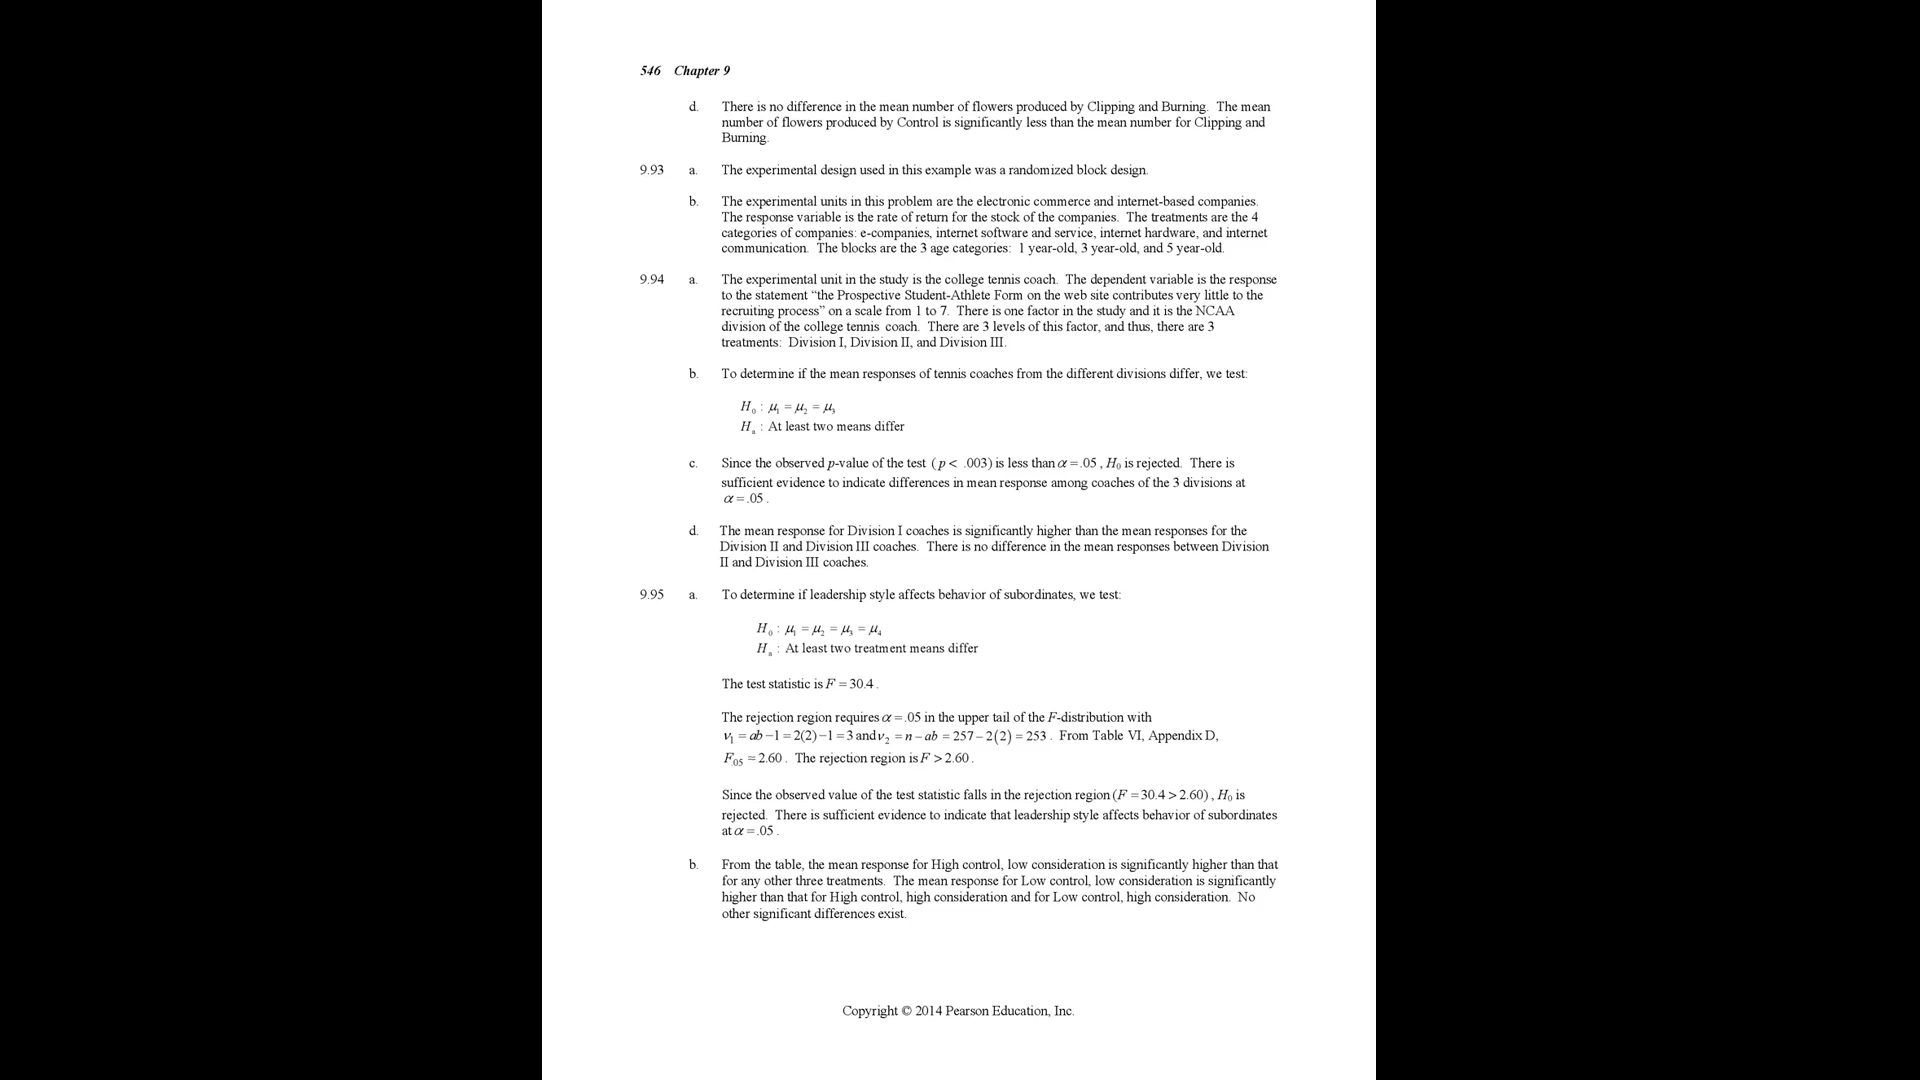 546 Chapter 9
d. There is no difference in the mean number of flowers produced by Clipping and Burning. The mean
number of flowers produced by Control is significantly less than the mean number for Clipping and
Burning.
9.93 a. The experimental design used in this example was a randomized block design.
b. The experimental units in this problem are the electronic commerce and internet-based companies.
The response variable is the rate of return for the stock of the companies. The treatments are the 4
categories of companies: e-companies, internet software and service, internet hardware, and internet
communication. The blocks are the 3 age categories: 1 year-old, 3 year-old, and 5 year-old.
9.94 a. The experimental unit in the study is the college tennis coach. The dependent variable is the response
to the statement “the Prospective Student-Athlete Form on the web site contributes very little to the
recruiting process” on a scale from 1 to 7. There is one factor in the study and it is the NCAA
division of the college tennis coach. There are 3 levels of this factor, and thus, there are 3
treatments: Division I, Division II, and Division III.
b. To determine if the mean responses of tennis coaches from the different divisions differ, we test:
H₀ : μ₁ = μ₂ = μ₃
Hₐ : At least two means differ
c. Since the observed p-value of the test (p < .003) is less than α = .05, H₀ is rejected. There is
sufficient evidence to indicate differences in mean response among coaches of the 3 divisions at
α = .05.
d. The mean response for Division I coaches is significantly higher than the mean responses for the
Division II and Division III coaches. There is no difference in the mean responses between Division
II and Division III coaches.
9.95 a. To determine if leadership style affects behavior of subordinates, we test:
H₀ : μ₁ = μ₂ = μ₃ = μ₄
Hₐ : At least two treatment means differ
The test statistic is F = 30.4.
The rejection region requires α = .05 in the upper tail of the F-distribution with
ν₁ = ab − 1 = 2(2) − 1 = 3 and ν₂ = n − ab = 257 − 2(2) = 253. From Table VI, Appendix D,
F.₀₅ ≈ 2.60. The rejection region is F > 2.60.
Since the observed value of the test statistic falls in the rejection region (F = 30.4 > 2.60), H₀ is
rejected. There is sufficient evidence to indicate that leadership style affects behavior of subordinates
at α = .05.
b. From the table, the mean response for High control, low consideration is significantly higher than that
for any other three treatments. The mean response for Low control, low consideration is significantly
higher than that for High control, high consideration and for Low control, high consideration. No
other significant differences exist.
Copyright © 2014 Pearson Education, Inc.